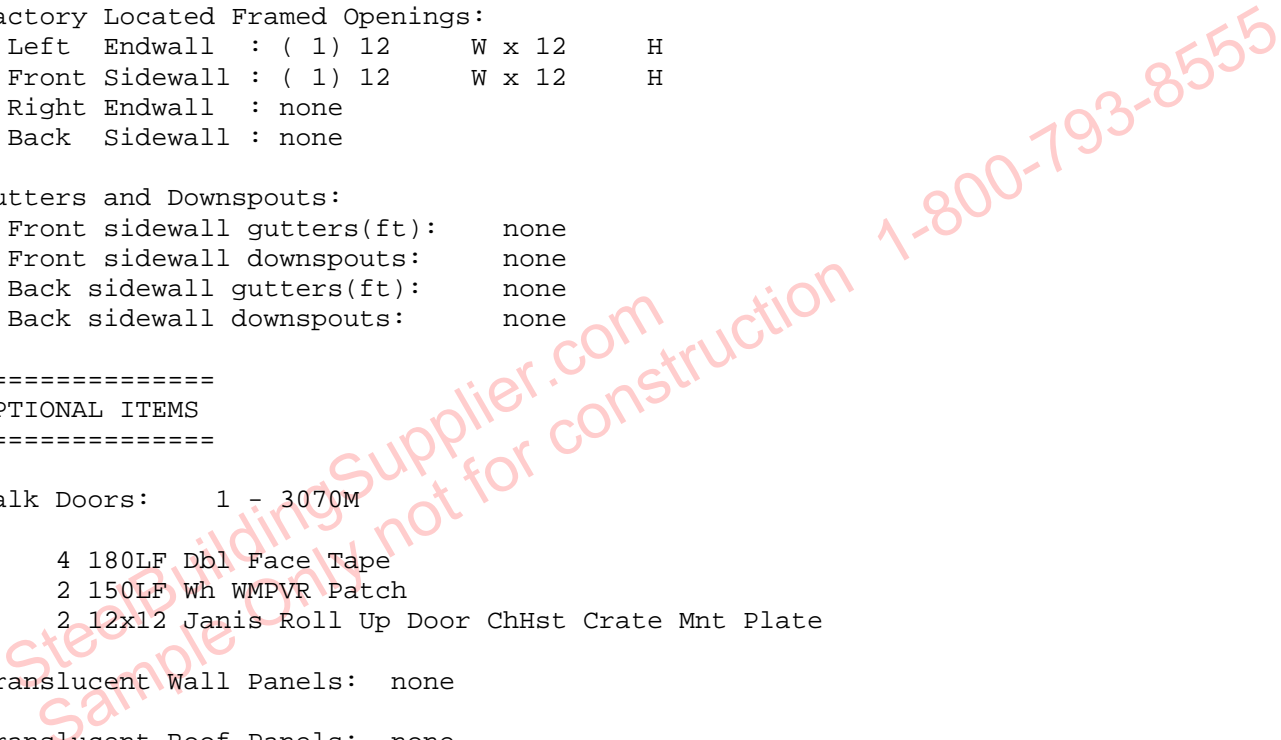 actory Located Framed Openings:
Left Endwall : ( 1) 12 W x 12 H
Front Sidewall : ( 1) 12 W x 12 H
Right Endwall : none
Back Sidewall : none
utters and Downspouts:
Front sidewall gutters(ft): none
Front sidewall downspouts: none
Back sidewall gutters(ft): none
Back sidewall downspouts: none
==============
PTIONAL ITEMS
==============
alk Doors: 1 - 3070M
4 180LF Dbl Face Tape
2 150LF Wh WMPVR Patch
2 12x12 Janis Roll Up Door ChHst Crate Mnt Plate
ranslucent Wall Panels: none
ranslucent Roof Panels: none
SteelBuildingSupplier.com
Sample Only not for construction 1-800-793-8555